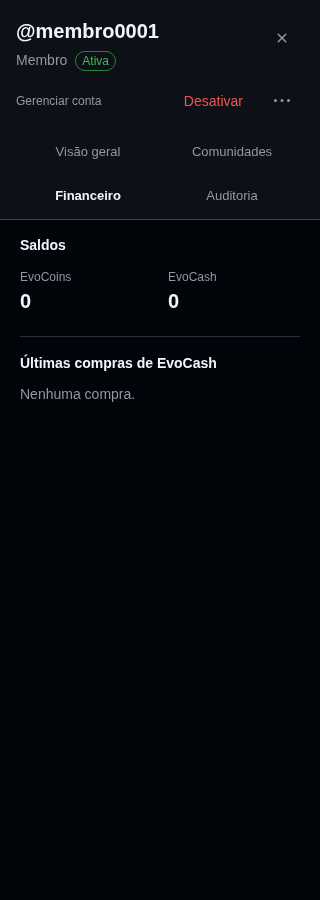 @membro0001
Membro Ativa
Gerenciar conta Desativar
Visão geral Comunidades
Financeiro Auditoria
Saldos
EvoCoins EvoCash
0 0
Últimas compras de EvoCash
Nenhuma compra.